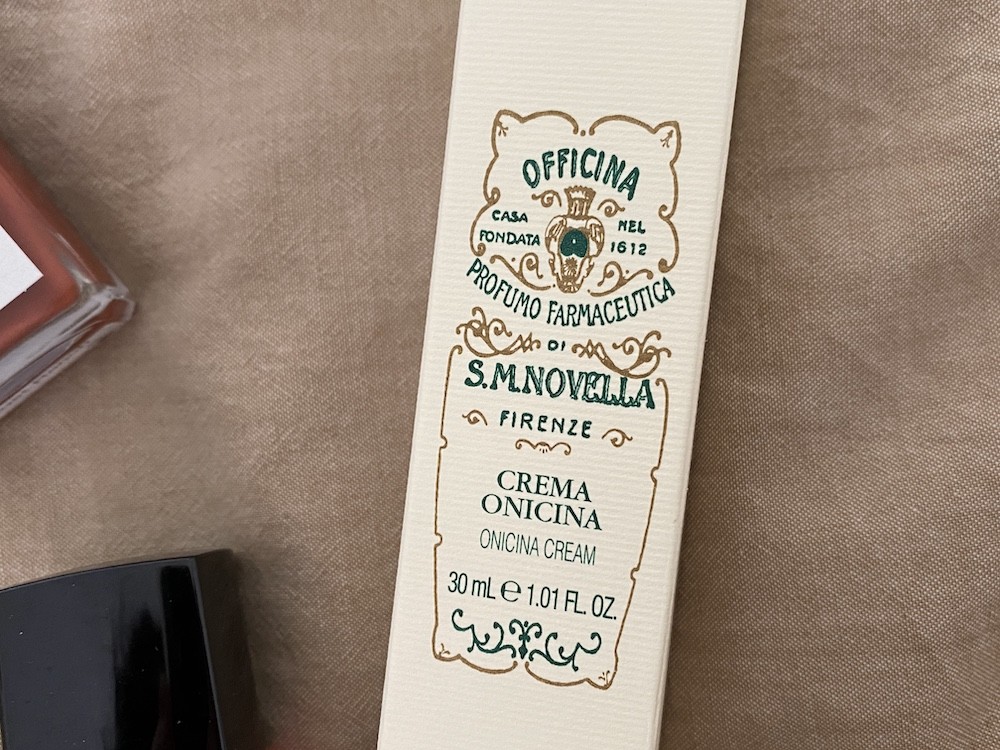 OFFICINA
CASA FONDATA NEL 1612
PROFUMO FARMACEUTICA
DI
S.M.NOVELLA
FIRENZE
CREMA
ONICINA
ONICINA CREAM
30 mL ℮ 1.01 FL. OZ.